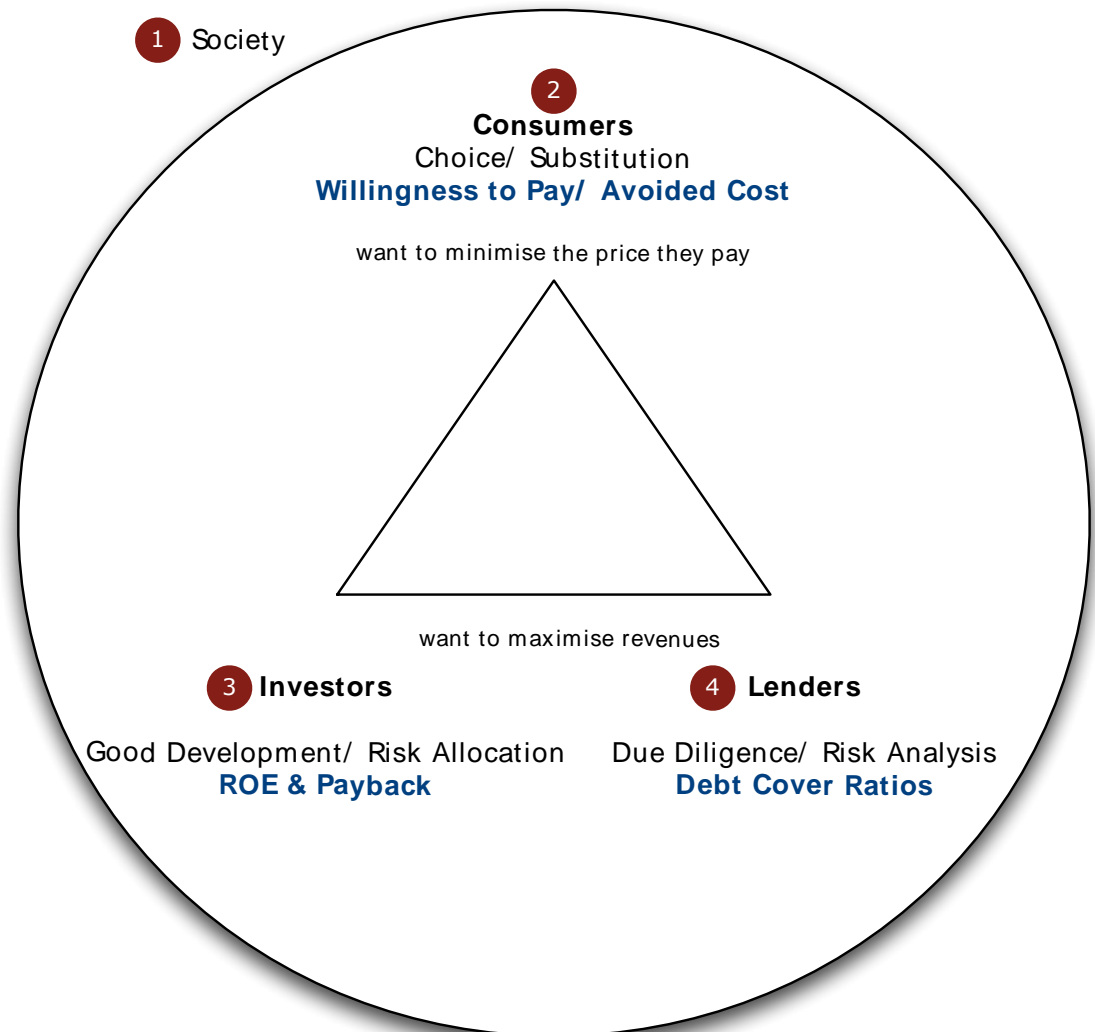 1 Society
2
Consumers
Choice/ Substitution
Willingness to Pay/ Avoided Cost
want to minimise the price they pay
want to maximise revenues
3 Investors
4 Lenders
Good Development/ Risk Allocation
ROE & Payback
Due Diligence/ Risk Analysis
Debt Cover Ratios